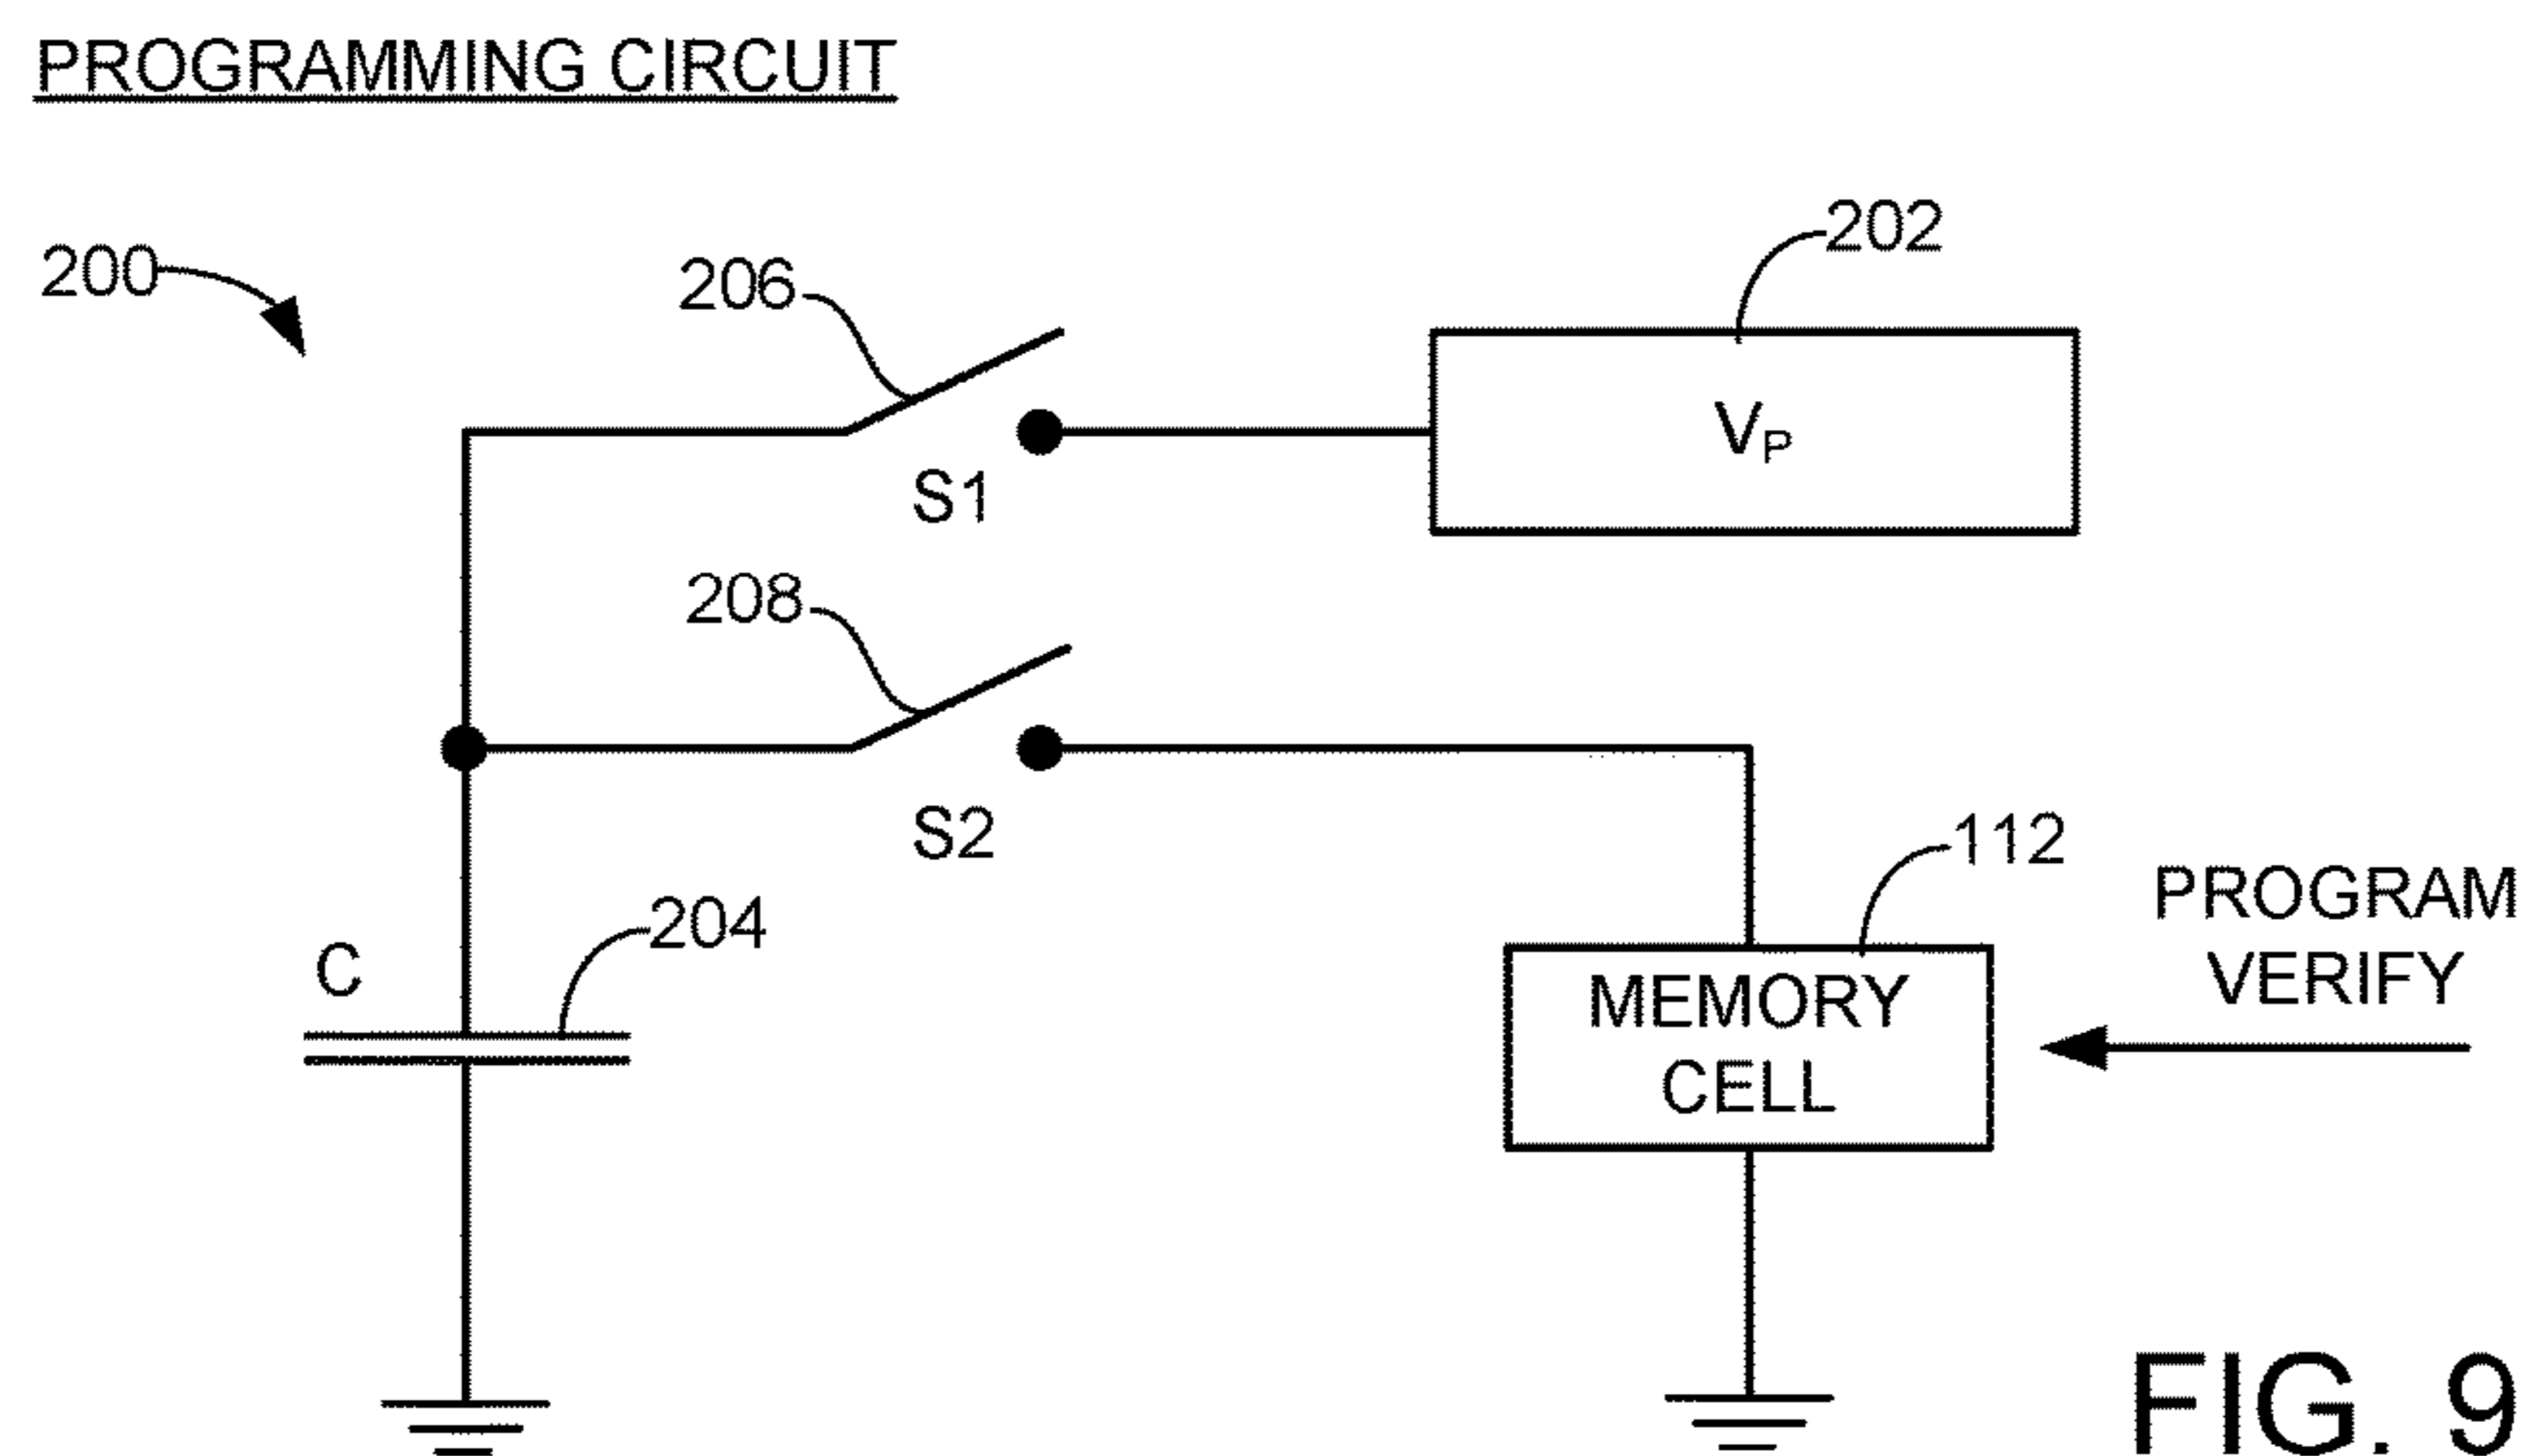 PROGRAMMING CIRCUIT
200
206
202
VP
S1
208
S2
112
PROGRAM
VERIFY
204
C
MEMORY
CELL
FIG. 9